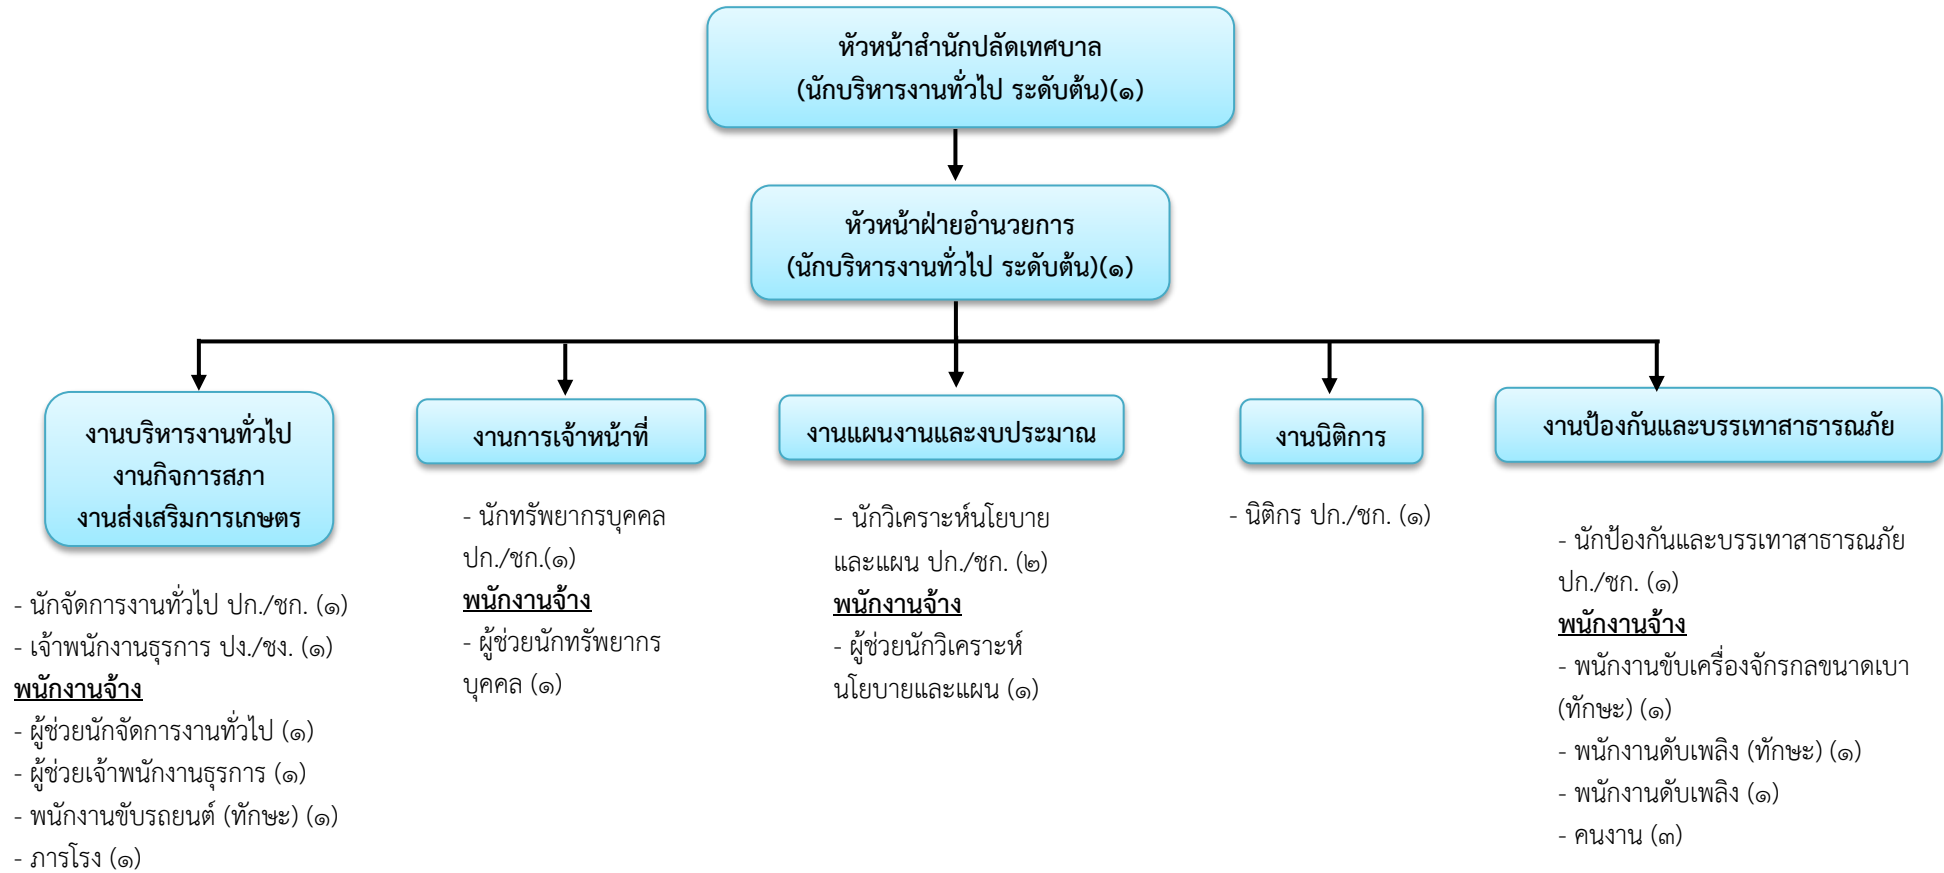 หัวหน้าสำนักปลัดเทศบาล
(นักบริหารงานทั่วไป ระดับต้น)(๑)
หัวหน้าฝ่ายอำนวยการ
(นักบริหารงานทั่วไป ระดับต้น)(๑)
งานบริหารงานทั่วไป
งานกิจการสภา
งานส่งเสริมการเกษตร
- นักจัดการงานทั่วไป ปก./ชก. (๑)
- เจ้าพนักงานธุรการ ปง./ชง. (๑)
พนักงานจ้าง
- ผู้ช่วยนักจัดการงานทั่วไป (๑)
- ผู้ช่วยเจ้าพนักงานธุรการ (๑)
- พนักงานขับรถยนต์ (ทักษะ) (๑)
- ภารโรง (๑)
งานการเจ้าหน้าที่
- นักทรัพยากรบุคคล
ปก./ชก.(๑)
พนักงานจ้าง
- ผู้ช่วยนักทรัพยากร
บุคคล (๑)
งานแผนงานและงบประมาณ
- นักวิเคราะห์นโยบาย
และแผน ปก./ชก. (๒)
พนักงานจ้าง
- ผู้ช่วยนักวิเคราะห์
นโยบายและแผน (๑)
งานนิติการ
- นิติกร ปก./ชก. (๑)
งานป้องกันและบรรเทาสาธารณภัย
- นักป้องกันและบรรเทาสาธารณภัย
ปก./ชก. (๑)
พนักงานจ้าง
- พนักงานขับเครื่องจักรกลขนาดเบา
(ทักษะ) (๑)
- พนักงานดับเพลิง (ทักษะ) (๑)
- พนักงานดับเพลิง (๑)
- คนงาน (๓)